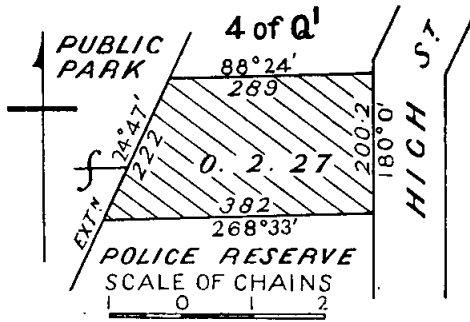 4 of Q¹
PUBLIC
PARK
88°24'
289
24°47'
222
0. 2. 27
200·2
180°0'
HIGH ST.
EXTN
382
268°33'
POLICE RESERVE
SCALE OF CHAINS
1 0 1 2